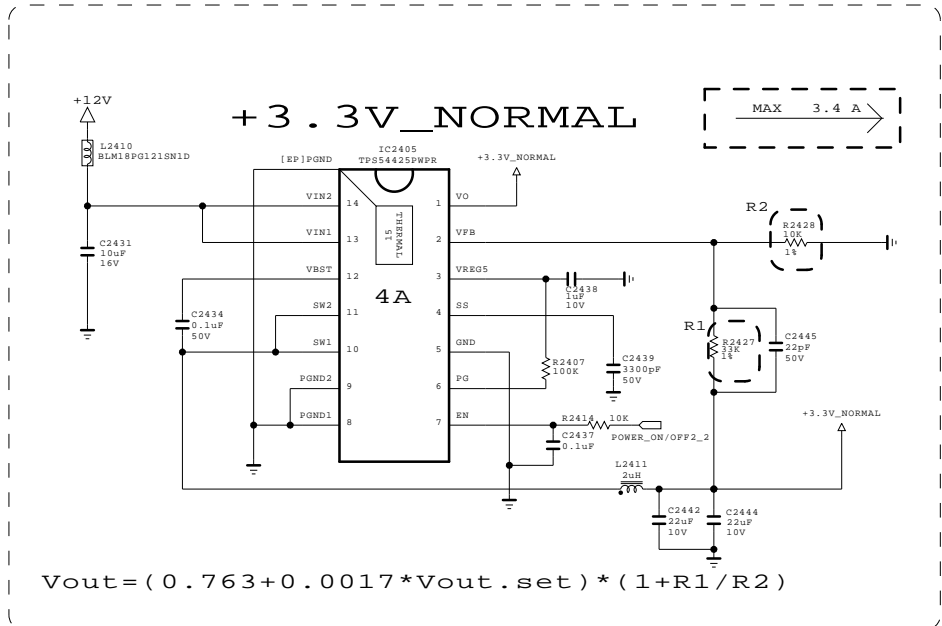 +12V
+3.3V_NORMAL
MAX 3.4 A
L2410
BLM18PG121SN1D
[EP]PGND
IC2405
TPS54425PWPR
+3.3V_NORMAL
VIN2
14
1
VO
VIN1
13
2
VFB
VBST
12
3
VREG5
SW2
11
4
SS
SW1
10
5
GND
PGND2
9
6
PG
PGND1
8
7
EN
THERMAL
15
4A
C2431
10uF
16V
C2434
0.1uF
50V
C2438
1uF
10V
R2407
100K
C2439
3300pF
50V
R2414 10K
C2437
0.1uF
POWER_ON/OFF2_2
R2
R2428
10K
1%
R1
R2427
33K
1%
C2445
22pF
50V
+3.3V_NORMAL
L2411
2uH
C2442
22uF
10V
C2444
22uF
10V
Vout=(0.763+0.0017*Vout.set)*(1+R1/R2)